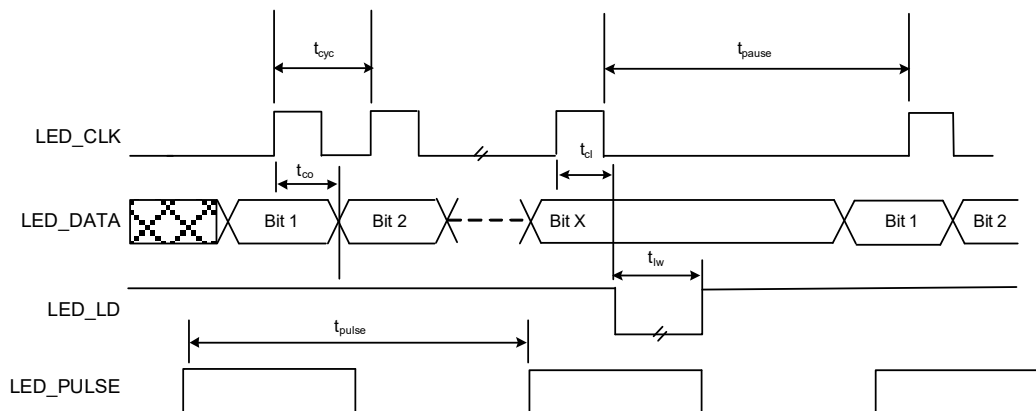 t_cyc
t_pause
LED_CLK
t_co
t_cl
LED_DATA
Bit 1
Bit 2
Bit X
Bit 1
Bit 2
t_lw
LED_LD
t_pulse
LED_PULSE